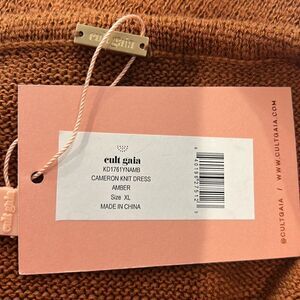 cult gaia
cult gaia
KD1761YNAMB
CAMERON KNIT DRESS
AMBER
Size XL
MADE IN CHINA
cult gaia
@CULTGAIA / WWW.CULTGAIA.COM